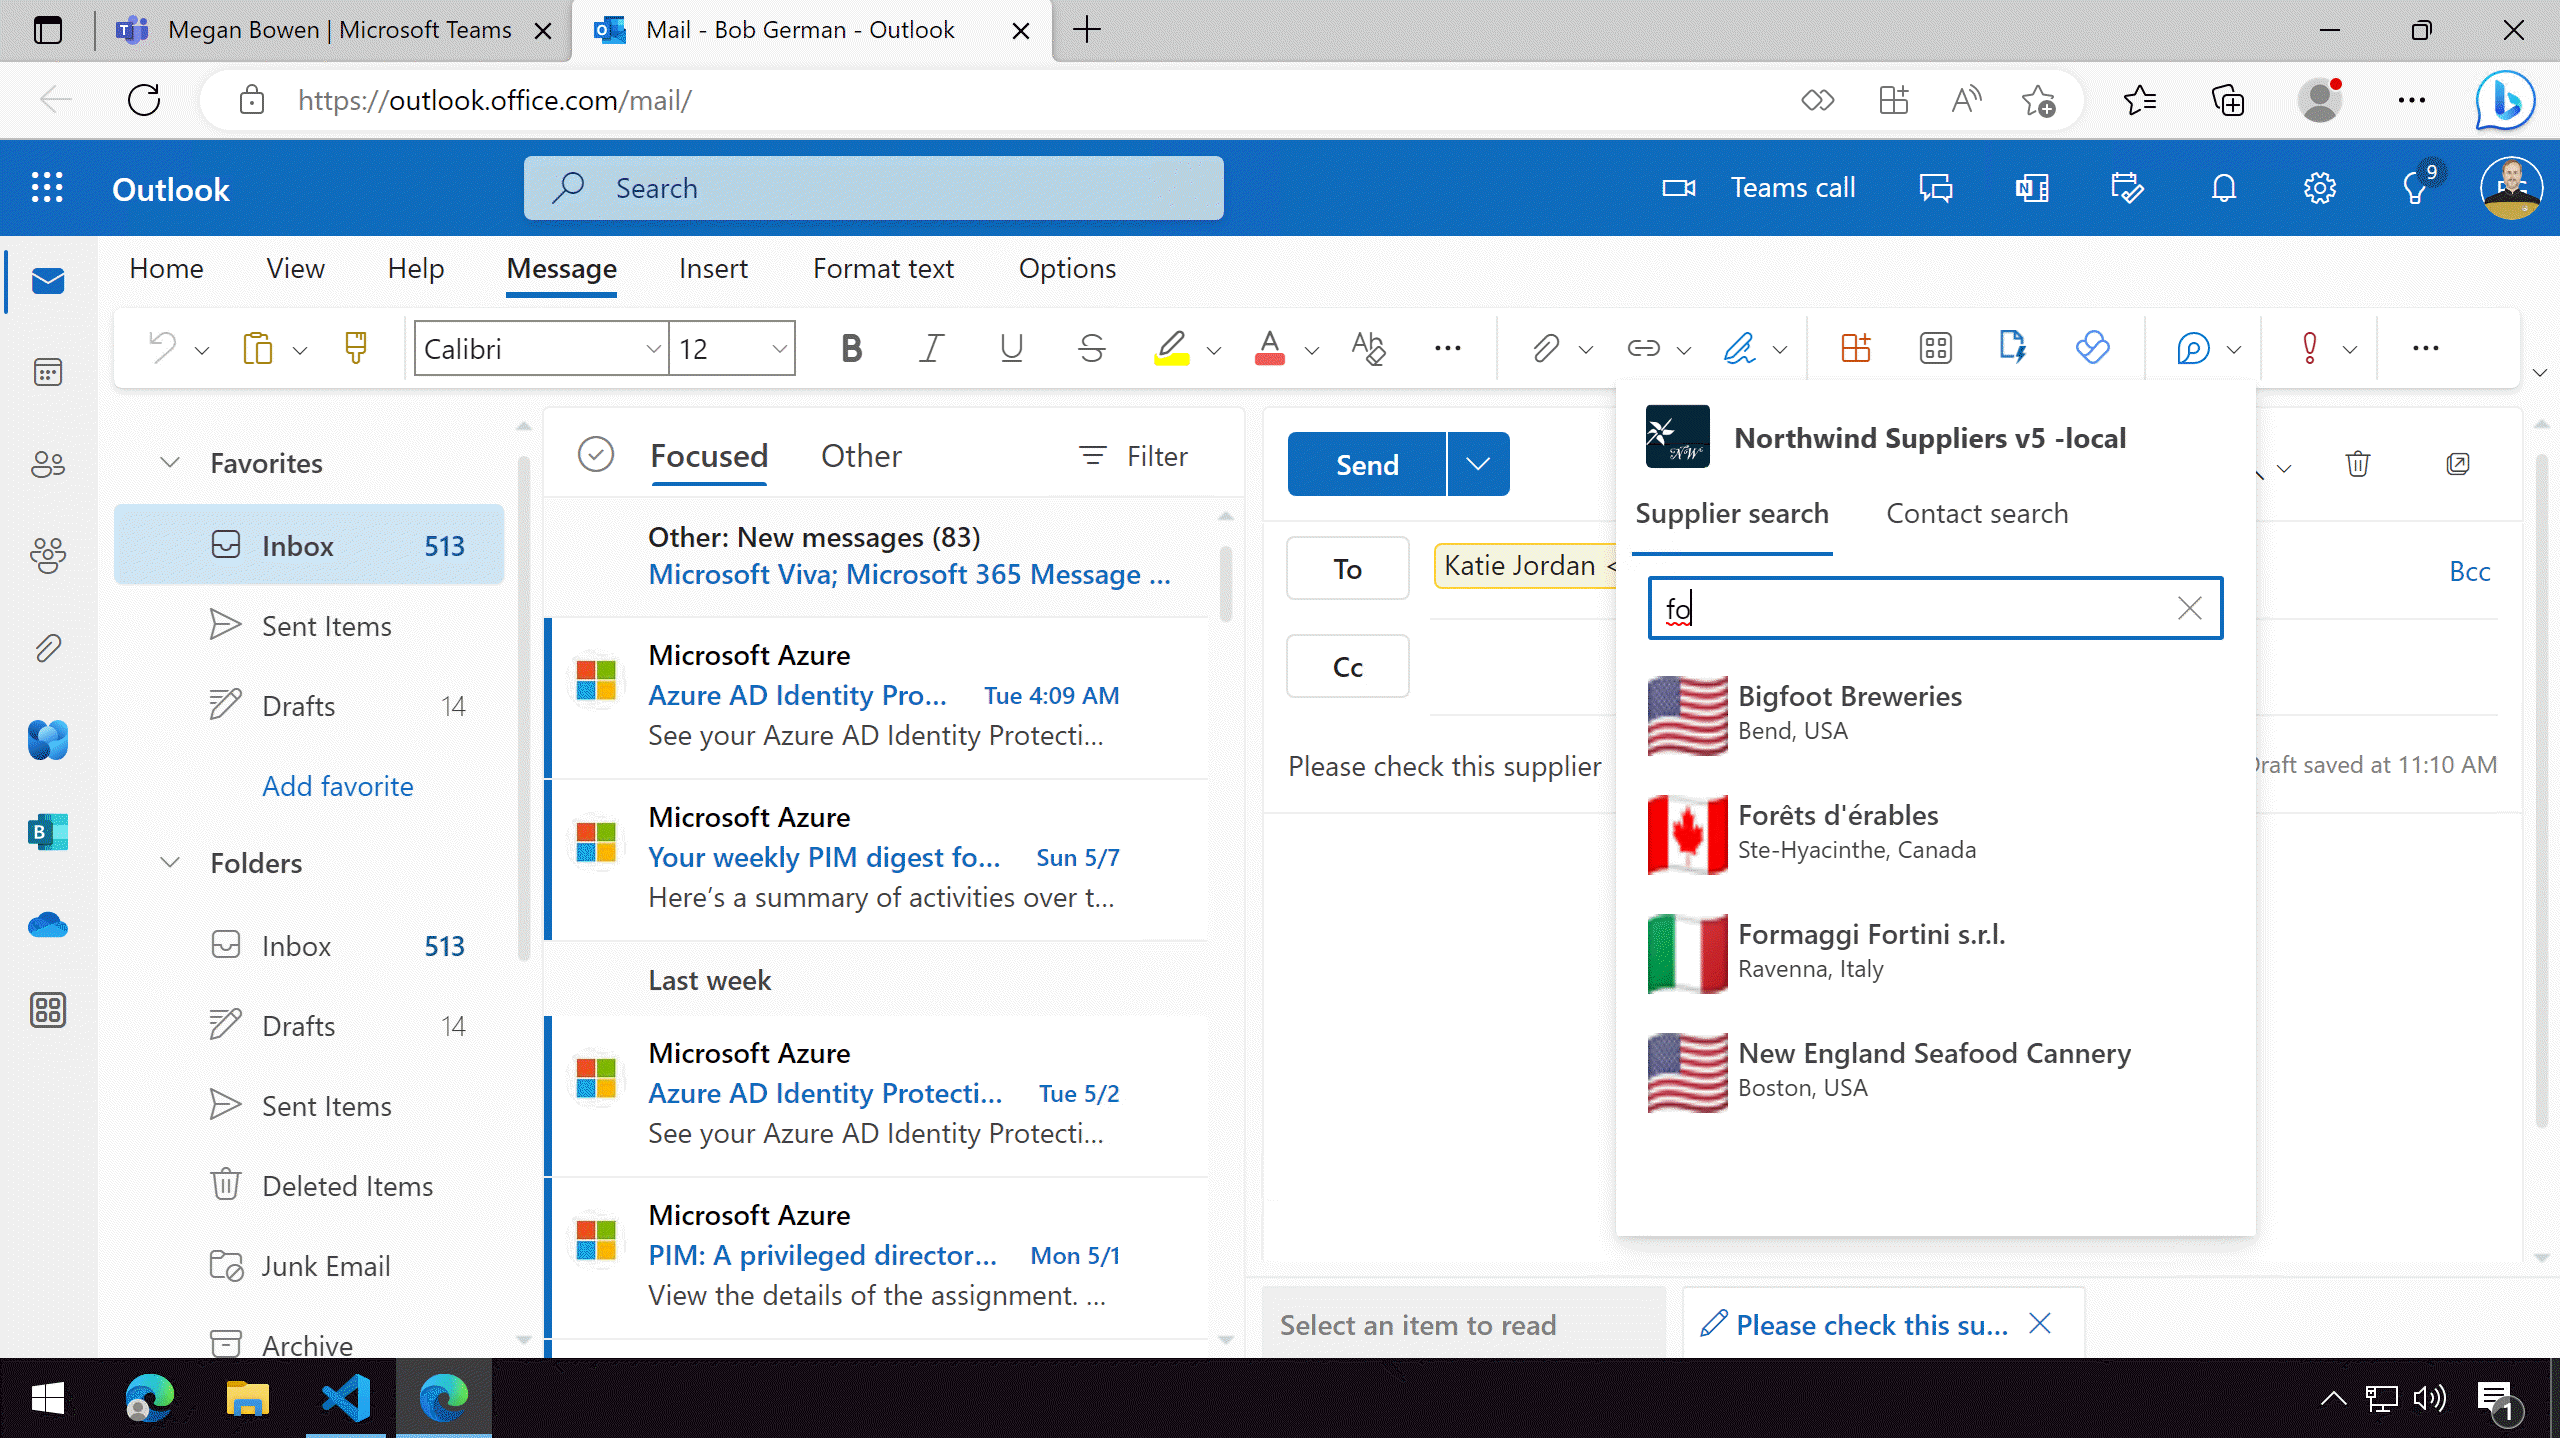 Megan Bowen | Microsoft Teams
Mail - Bob German - Outlook
https://outlook.office.com/mail/
Outlook
Search
Teams call
9
Home
View
Help
Message
Insert
Format text
Options
Calibri
12
Favorites
Inbox 513
Sent Items
Drafts 14
Add favorite
Folders
Inbox 513
Drafts 14
Sent Items
Deleted Items
Junk Email
Archive
Focused
Other
Filter
Other: New messages (83)
Microsoft Viva; Microsoft 365 Message ...
Microsoft Azure
Azure AD Identity Pro... Tue 4:09 AM
See your Azure AD Identity Protecti...
Microsoft Azure
Your weekly PIM digest fo... Sun 5/7
Here’s a summary of activities over t...
Last week
Microsoft Azure
Azure AD Identity Protecti... Tue 5/2
See your Azure AD Identity Protecti...
Microsoft Azure
PIM: A privileged director... Mon 5/1
View the details of the assignment. ...
Send
To
Katie Jordan <
Bcc
Cc
Please check this supplier
Draft saved at 11:10 AM
NW
Northwind Suppliers v5 -local
Supplier search
Contact search
fo
Bigfoot Breweries
Bend, USA
Forêts d'érables
Ste-Hyacinthe, Canada
Formaggi Fortini s.r.l.
Ravenna, Italy
New England Seafood Cannery
Boston, USA
Select an item to read
Please check this su...
1